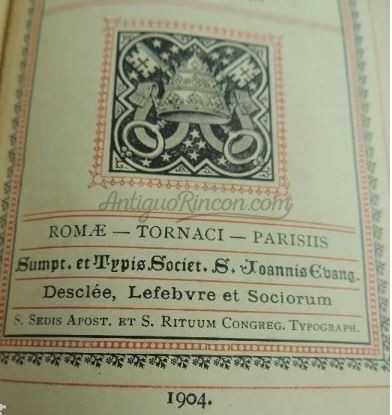 AntiguoRincon.com
ROMÆ — TORNACI — PARISIIS
Sumpt. et Typis Societ. S. Joannis Evang.
Desclée, Lefebvre et Sociorum
S. SEDIS APOST. ET S. RITUUM CONGREG. TYPOGRAPH.
1904.